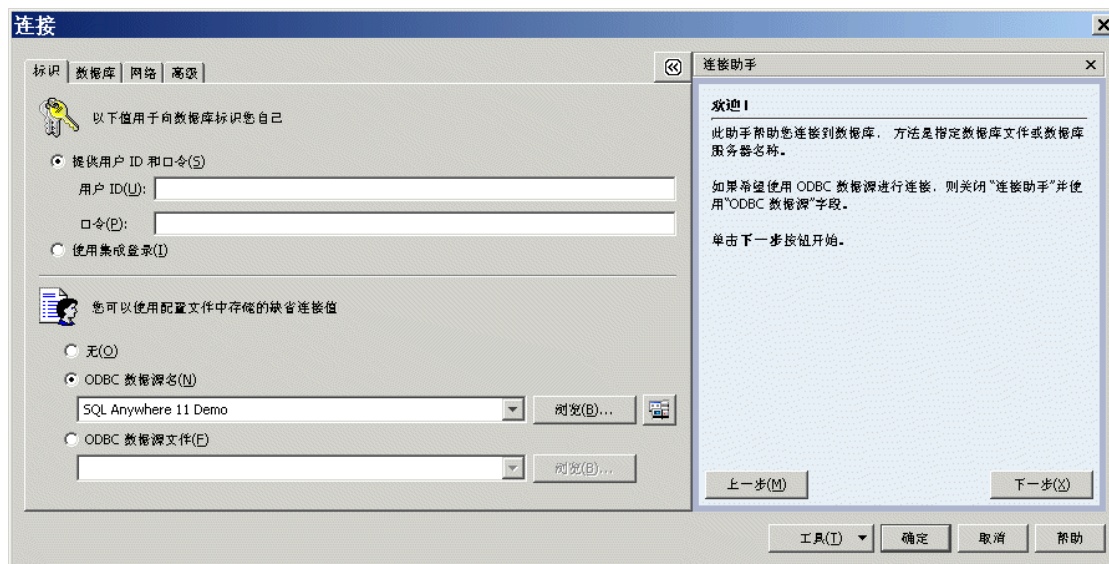 连接
标识 数据库 网络 高级
以下值用于向数据库标识您自己
提供用户 ID 和口令(S)
用户 ID(U):
口令(P):
使用集成登录(I)
您可以使用配置文件中存储的缺省连接值
无(O)
ODBC 数据源名(N)
SQL Anywhere 11 Demo
浏览(B)...
ODBC 数据源文件(F)
浏览(B)...
连接助手
欢迎!
此助手帮助您连接到数据库, 方法是指定数据库文件或数据库
服务器名称。
如果希望使用 ODBC 数据源进行连接, 则关闭“连接助手”并使
用“ODBC 数据源”字段。
单击下一步按钮开始。
上一步(M) 下一步(X)
工具(T) 确定 取消 帮助